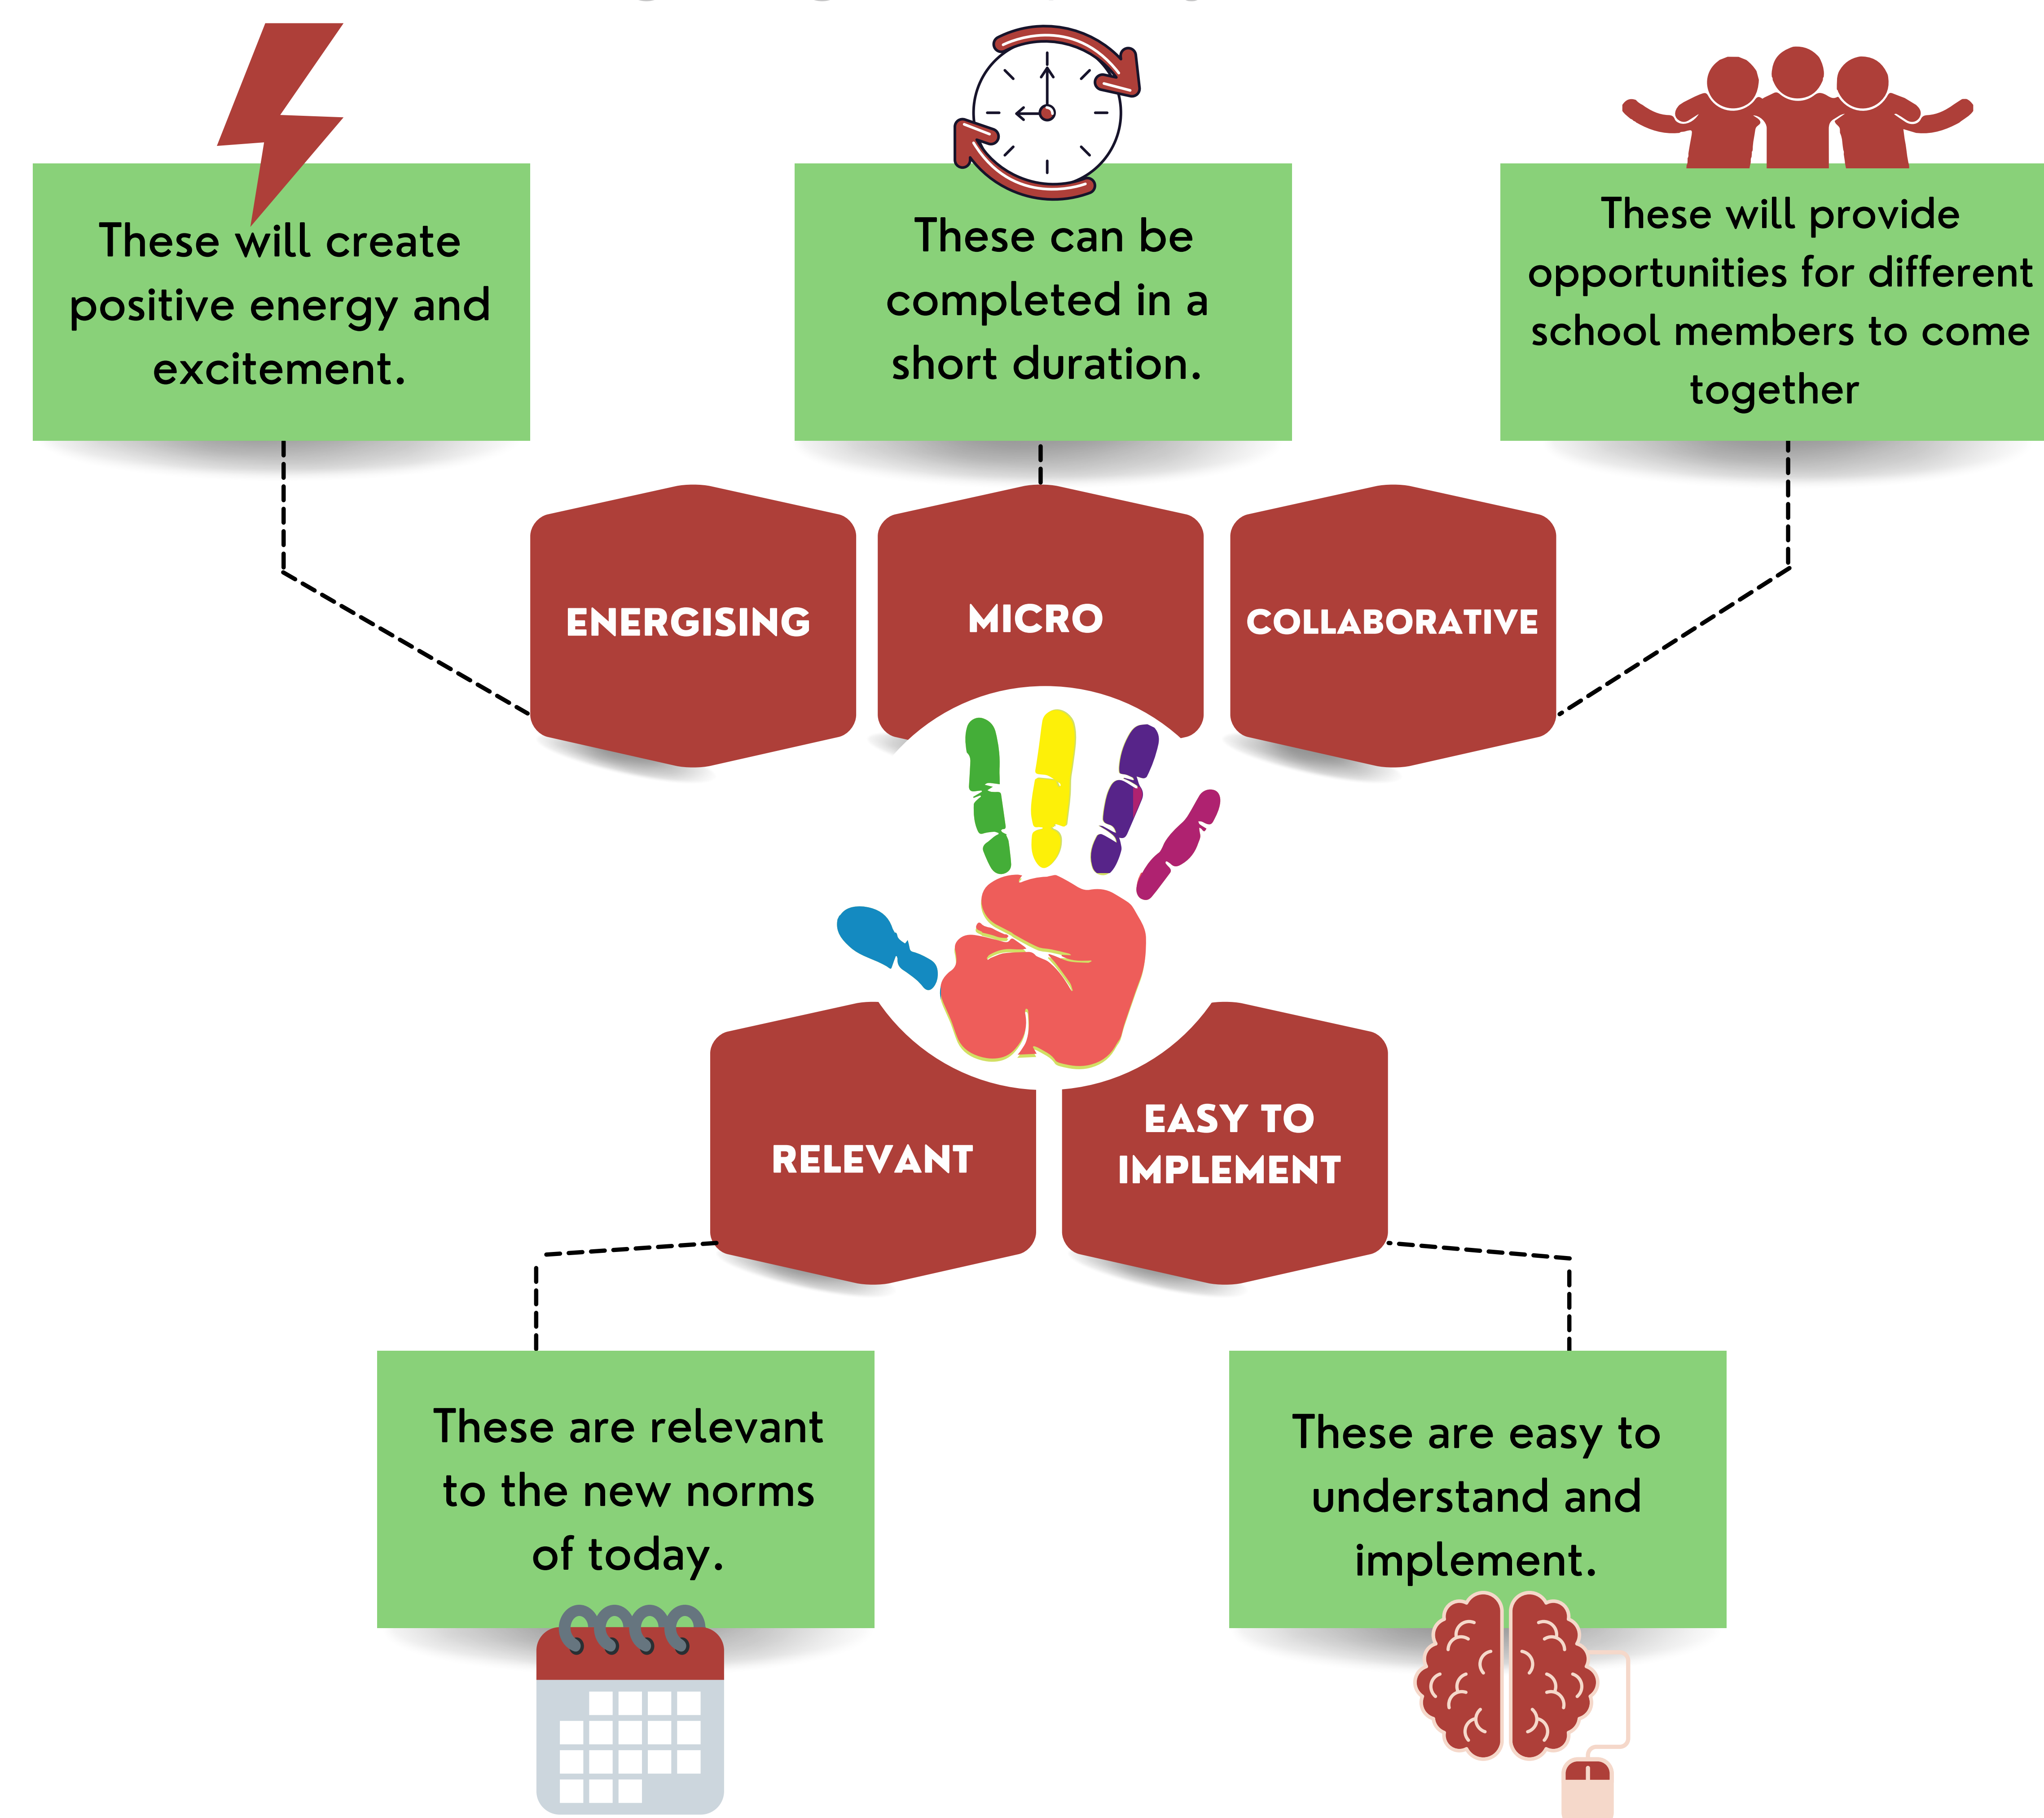 These will create
positive energy and
excitement.
These can be
completed in a
short duration.
These will provide
opportunities for different
school members to come
together
ENERGISING
MICRO
COLLABORATIVE
RELEVANT
EASY TO
IMPLEMENT
These are relevant
to the new norms
of today.
These are easy to
understand and
implement.